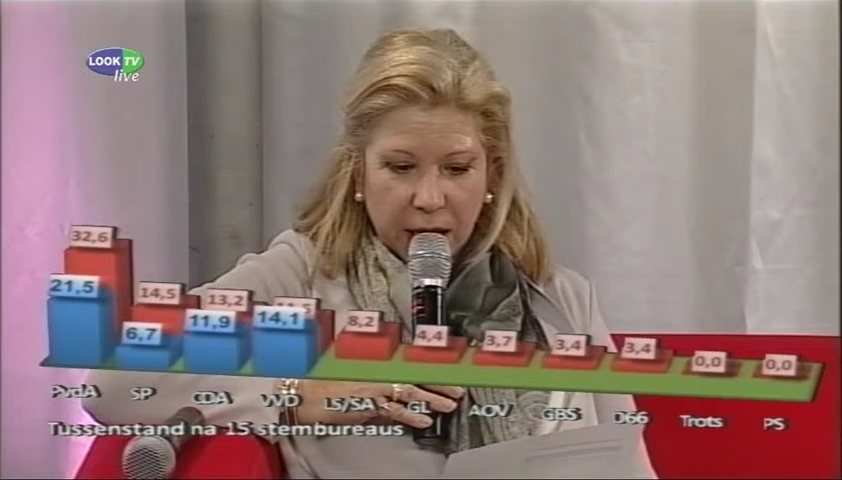 LOOK TV
live
32,6
21,5 14,5 13,2 11,5 8,2 4,4 3,7 3,4 3,4 0,0 0,0
6,7 11,9 14,1
PvdA SP CDA VVD LS/SA GL AOV GBS D66 Trots PS
Tussenstand na 15 stembureaus